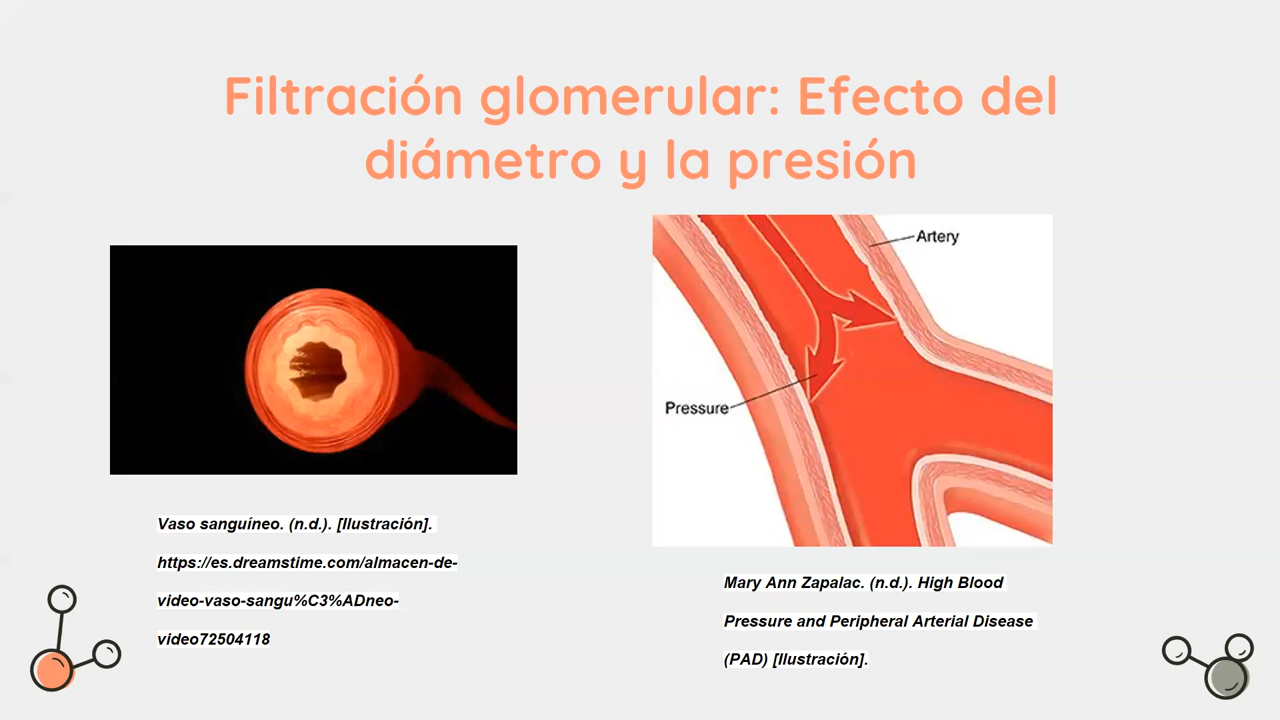 Filtración glomerular: Efecto del
diámetro y la presión
Artery
Pressure
Vaso sanguíneo. (n.d.). [Ilustración].
https://es.dreamstime.com/almacen-de-
video-vaso-sangu%C3%ADneo-
video72504118
Mary Ann Zapalac. (n.d.). High Blood
Pressure and Peripheral Arterial Disease
(PAD) [Ilustración].